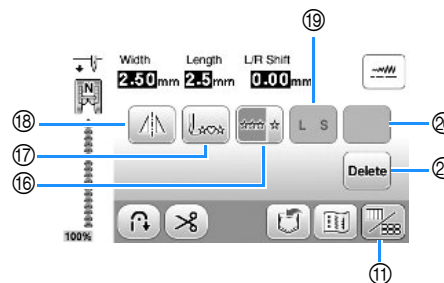 ⑲
Width Length L/R Shift
2.50mm 2.5mm 0.00mm
N
⑱
L S
⑰
⑯
Delete
100%
⑪